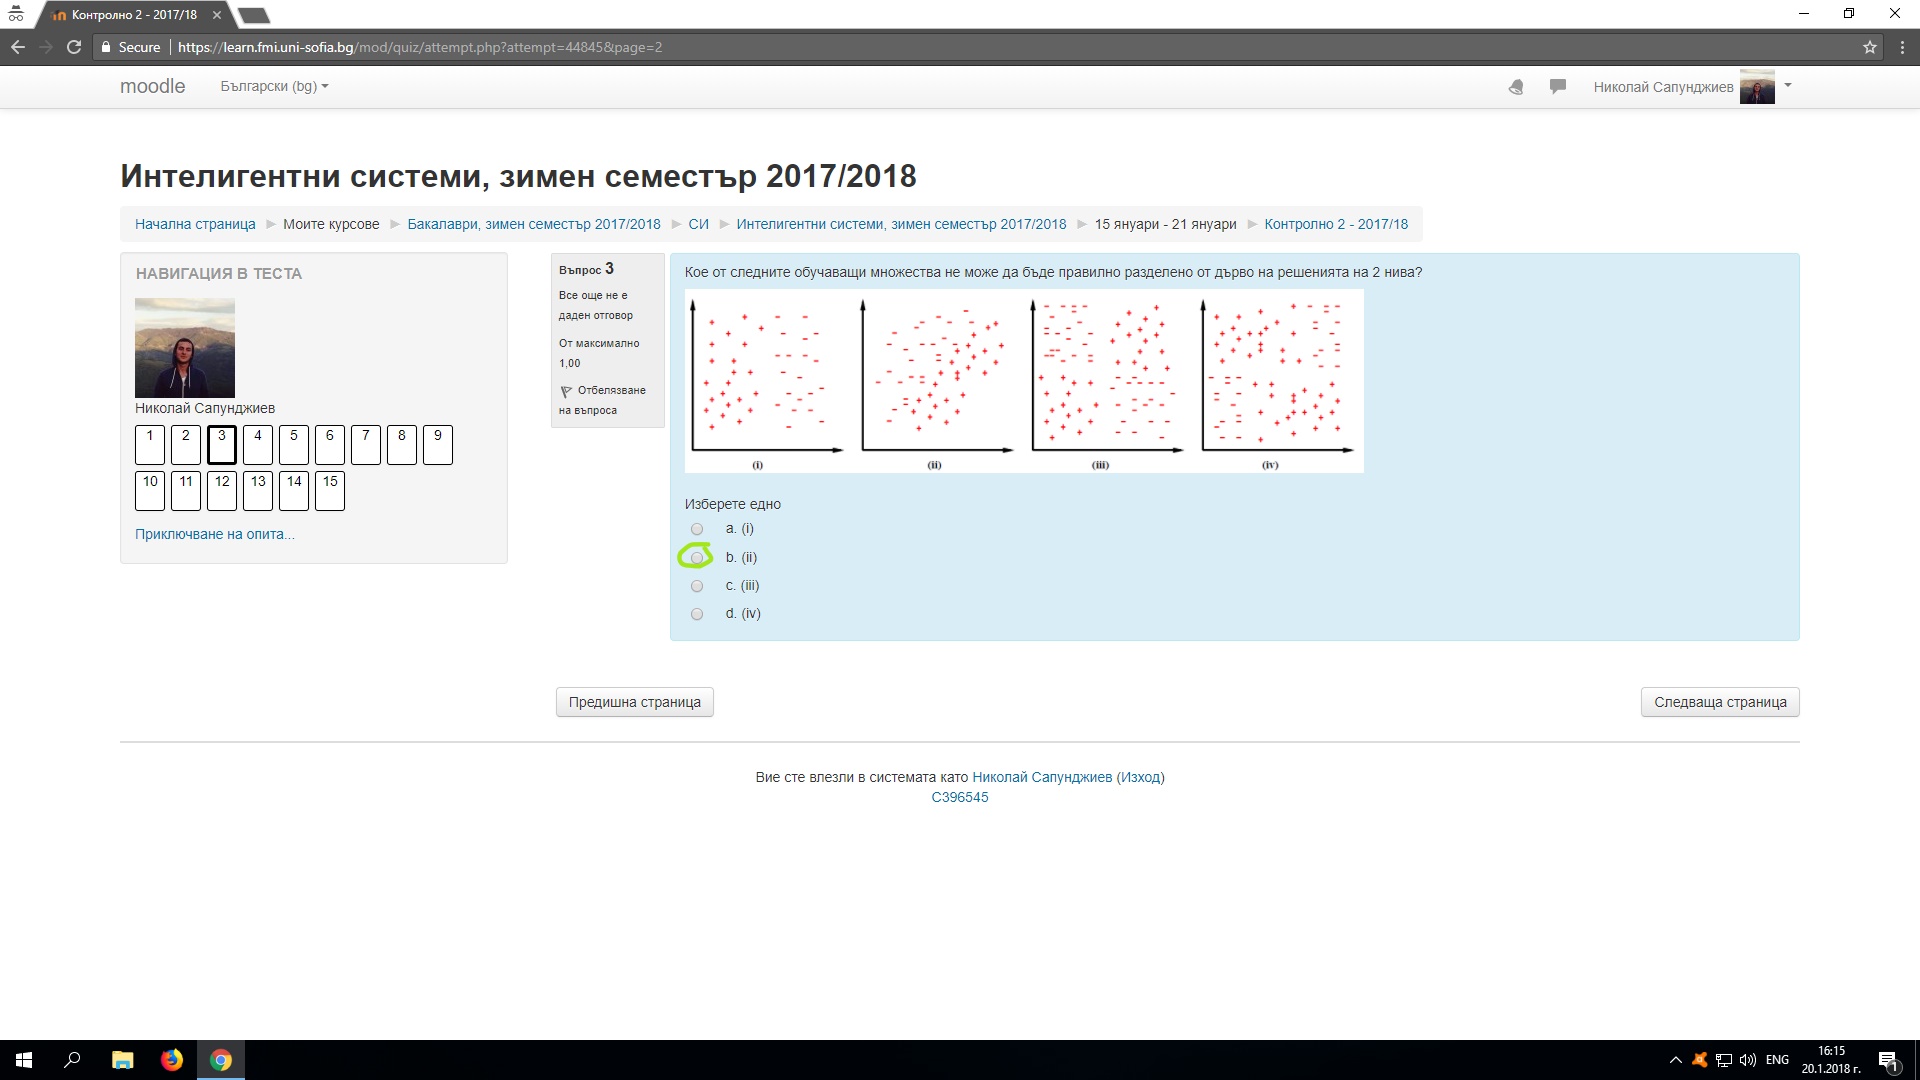 Контролно 2 - 2017/18
Secure https://learn.fmi.uni-sofia.bg/mod/quiz/attempt.php?attempt=44845&page=2
moodle Български (bg) Николай Сапунджиев
Интелигентни системи, зимен семестър 2017/2018
Начална страница Моите курсове Бакалаври, зимен семестър 2017/2018 СИ Интелигентни системи, зимен семестър 2017/2018 15 януари - 21 януари Контролно 2 - 2017/18
НАВИГАЦИЯ В ТЕСТА
Николай Сапунджиев
1 2 3 4 5 6 7 8 9
10 11 12 13 14 15
Приключване на опита...
Въпрос 3
Все още не е
даден отговор
От максимално
1,00
Отбелязване
на въпроса
Кое от следните обучаващи множества не може да бъде правилно разделено от дърво на решенията на 2 нива?
(i) (ii) (iii) (iv)
Изберете едно
a. (i)
b. (ii)
c. (iii)
d. (iv)
Предишна страница Следваща страница
Вие сте влезли в системата като Николай Сапунджиев (Изход)
C396545
ENG
16:15
20.1.2018 г.
1